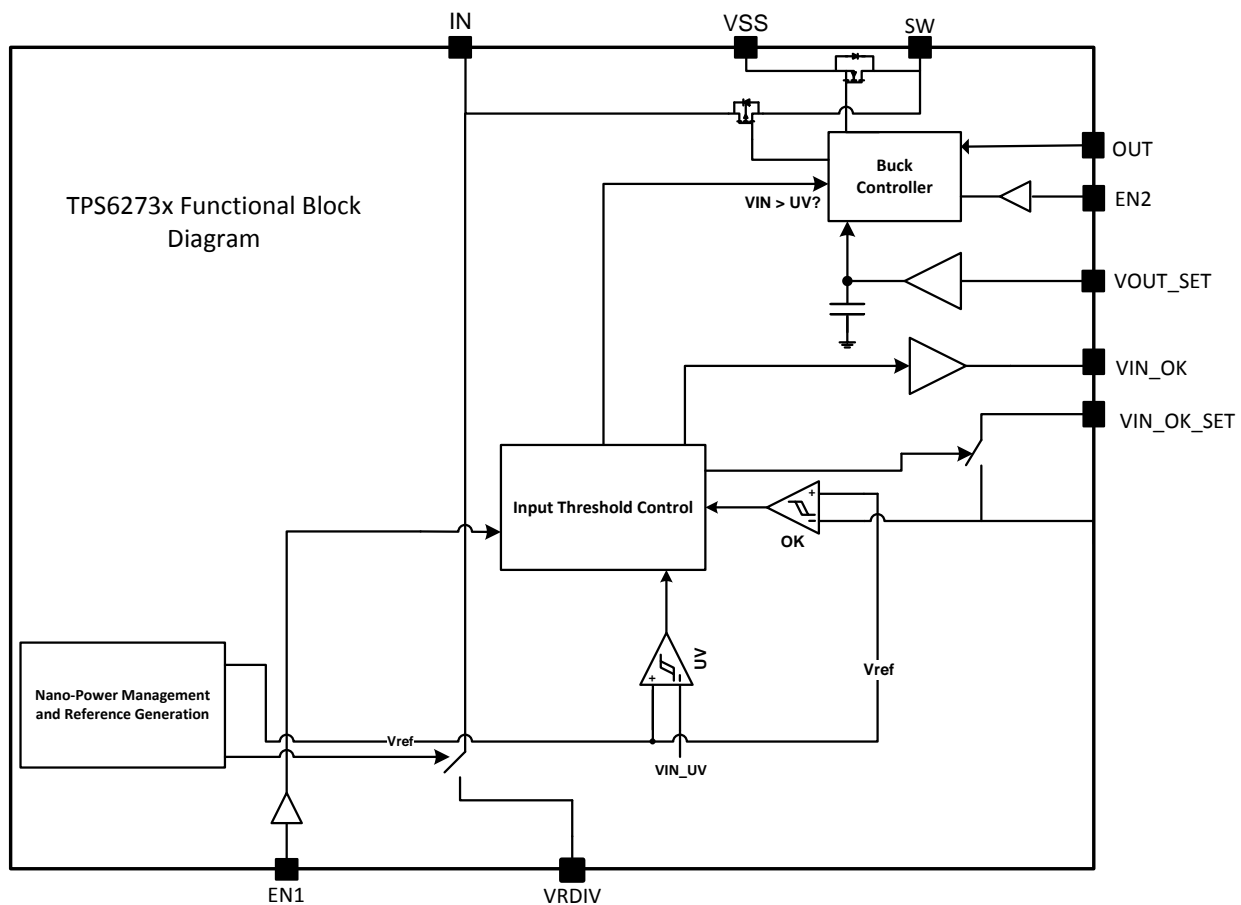 IN
VSS
SW
OUT
Buck
Controller
EN2
VIN > UV?
TPS6273x Functional Block
Diagram
VOUT_SET
VIN_OK
VIN_OK_SET
Input Threshold Control
+
OK
UV
+
Vref
Nano-Power Management
and Reference Generation
Vref
VIN_UV
EN1
VRDIV